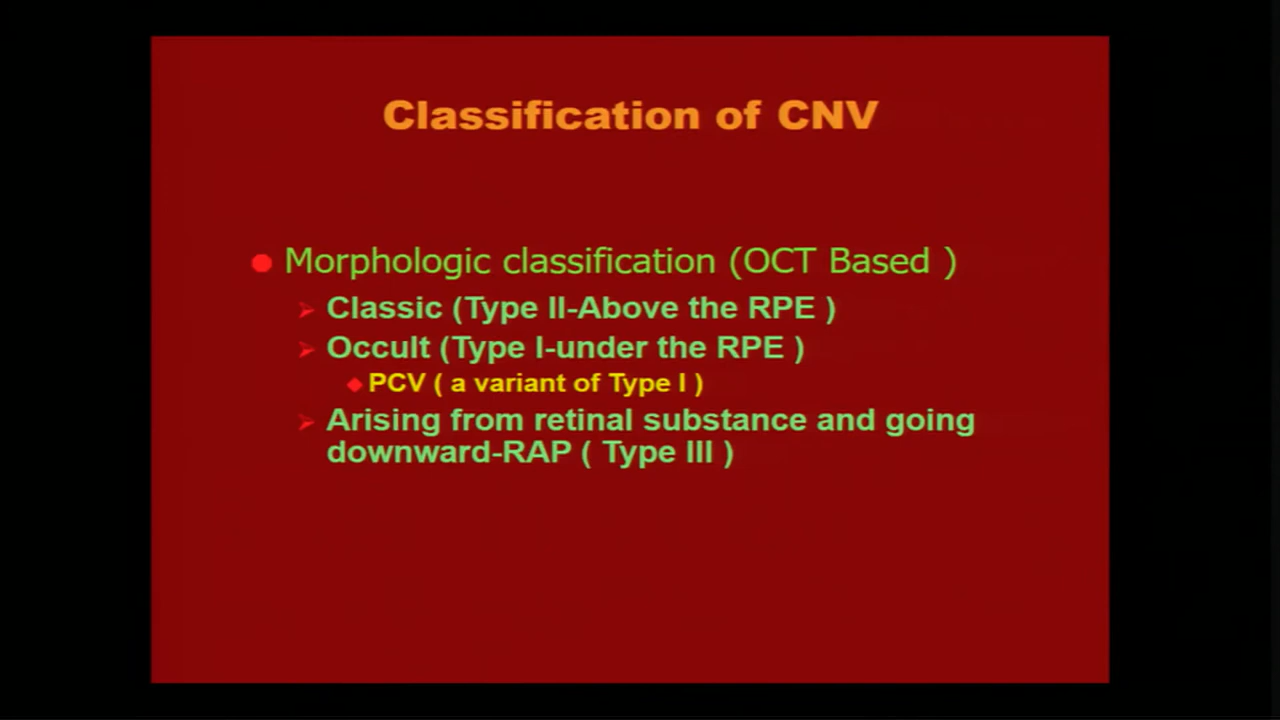 Classification of CNV
Morphologic classification (OCT Based )
Classic (Type II-Above the RPE )
Occult (Type I-under the RPE )
PCV ( a variant of Type I )
Arising from retinal substance and going
downward-RAP ( Type III )